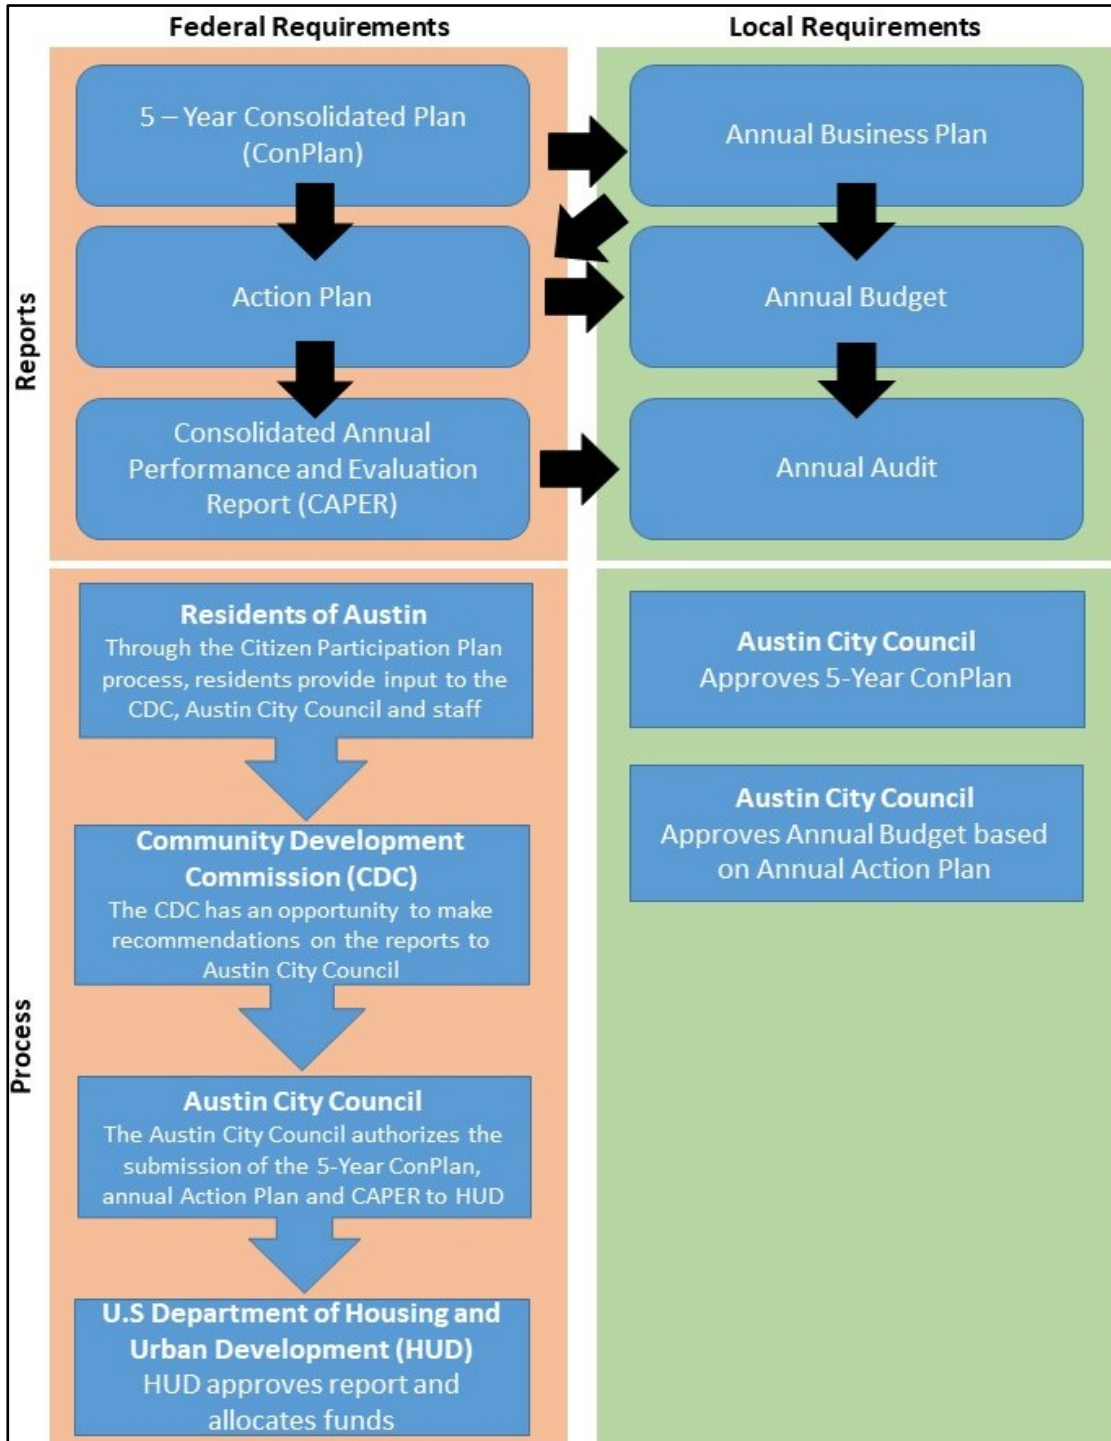 Federal Requirements
Local Requirements
Reports
5 – Year Consolidated Plan
(ConPlan)
Annual Business Plan
Action Plan
Annual Budget
Consolidated Annual
Performance and Evaluation
Report (CAPER)
Annual Audit
Process
Residents of Austin
Through the Citizen Participation Plan
process, residents provide input to the
CDC, Austin City Council and staff
Community Development
Commission (CDC)
The CDC has an opportunity to make
recommendations on the reports to
Austin City Council
Austin City Council
The Austin City Council authorizes the
submission of the 5-Year ConPlan,
annual Action Plan and CAPER to HUD
U.S Department of Housing and
Urban Development (HUD)
HUD approves report and
allocates funds
Austin City Council
Approves 5-Year ConPlan
Austin City Council
Approves Annual Budget based
on Annual Action Plan